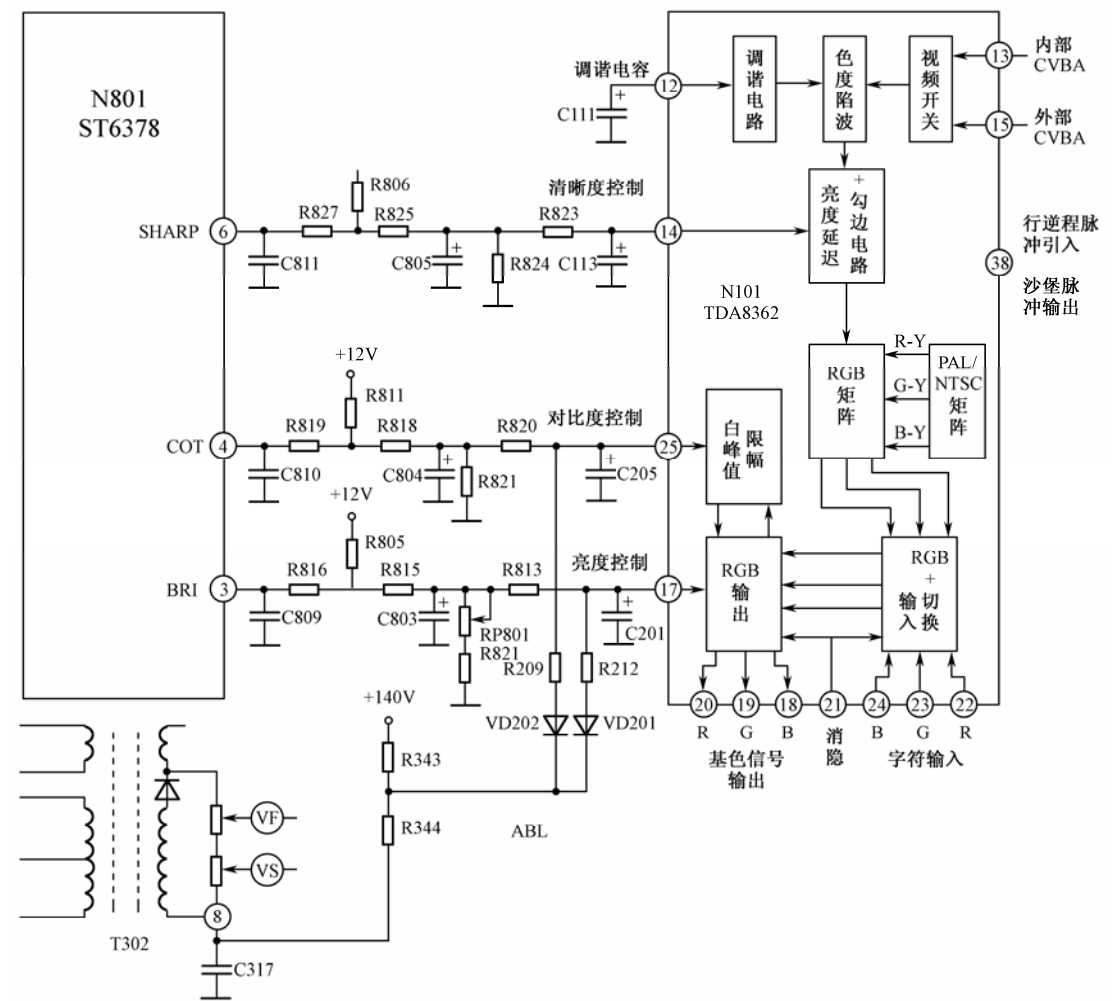 N801
ST6378
SHARP
6
COT
4
BRI
3
R827
R806
R825
C811
C805
R824
R823
C113
清晰度控制
14
调谐电容
12
C111
+
调谐电路
色度陷波
视频开关
13
内部
CVBA
15
外部
CVBA
亮度延迟
+
勾边电路
行逆程脉
冲引入
38
沙堡脉
冲输出
N101
TDA8362
+12V
R811
R819
R818
R820
对比度控制
25
C810
C804
R821
C205
白峰值
限幅
RGB
矩阵
R-Y
G-Y
B-Y
PAL/
NTSC
矩阵
+12V
R805
R816
R815
R813
亮度控制
17
C809
C803
RP801
R821
C201
R209
R212
RGB
输出
RGB
+
输入
切换
20
19
18
21
24
23
22
R
G
B
消隐
B
G
R
基色信号
输出
字符输入
+140V
VD202
VD201
R343
R344
ABL
VF
VS
8
T302
C317